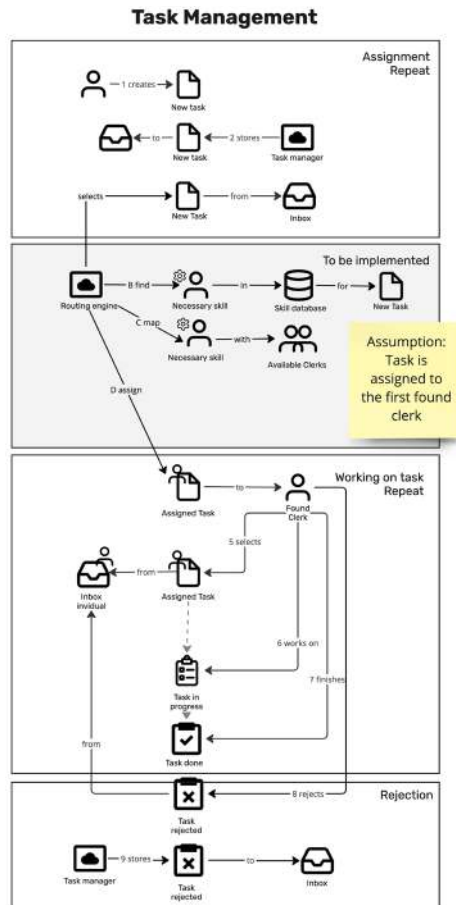 Task Management
Assignment
Repeat
1 creates
New task
to
New task
2 stores
Task manager
selects
New Task
from
Inbox
To be implemented
Routing engine
B find
Necessary skill
in
Skill database
for
New Task
C map
Necessary skill
with
Available Clerks
Assumption:
Task is
assigned to
the first found
clerk
D assign
Working on task
Repeat
Assigned Task
to
Found
Clerk
5 selects
Inbox
invidual
from
Assigned Task
6 works on
Task in
progress
7 finishes
from
Task done
Rejection
8 rejects
Task
rejected
Task manager
9 stores
Task
rejected
to
Inbox